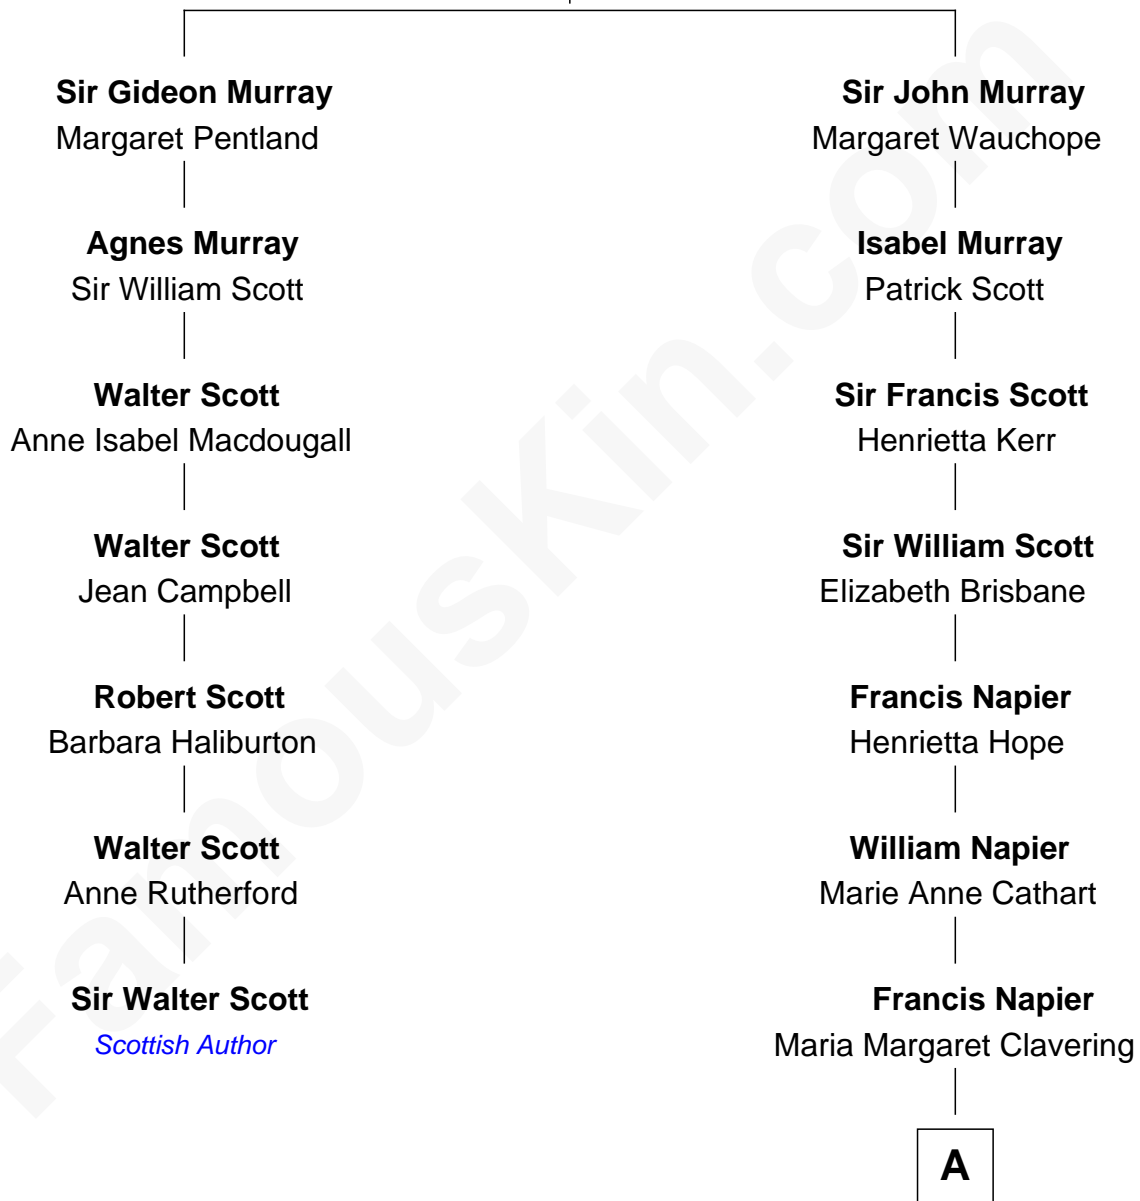 Sir Gideon Murray
Margaret Pentland
Agnes Murray
Sir William Scott
Walter Scott
Anne Isabel Macdougall
Walter Scott
Jean Campbell
Robert Scott
Barbara Haliburton
Walter Scott
Anne Rutherford
Sir Walter Scott
Scottish Author
Sir John Murray
Margaret Wauchope
Isabel Murray
Patrick Scott
Sir Francis Scott
Henrietta Kerr
Sir William Scott
Elizabeth Brisbane
Francis Napier
Henrietta Hope
William Napier
Marie Anne Cathart
Francis Napier
Maria Margaret Clavering
A
FamousKin.com